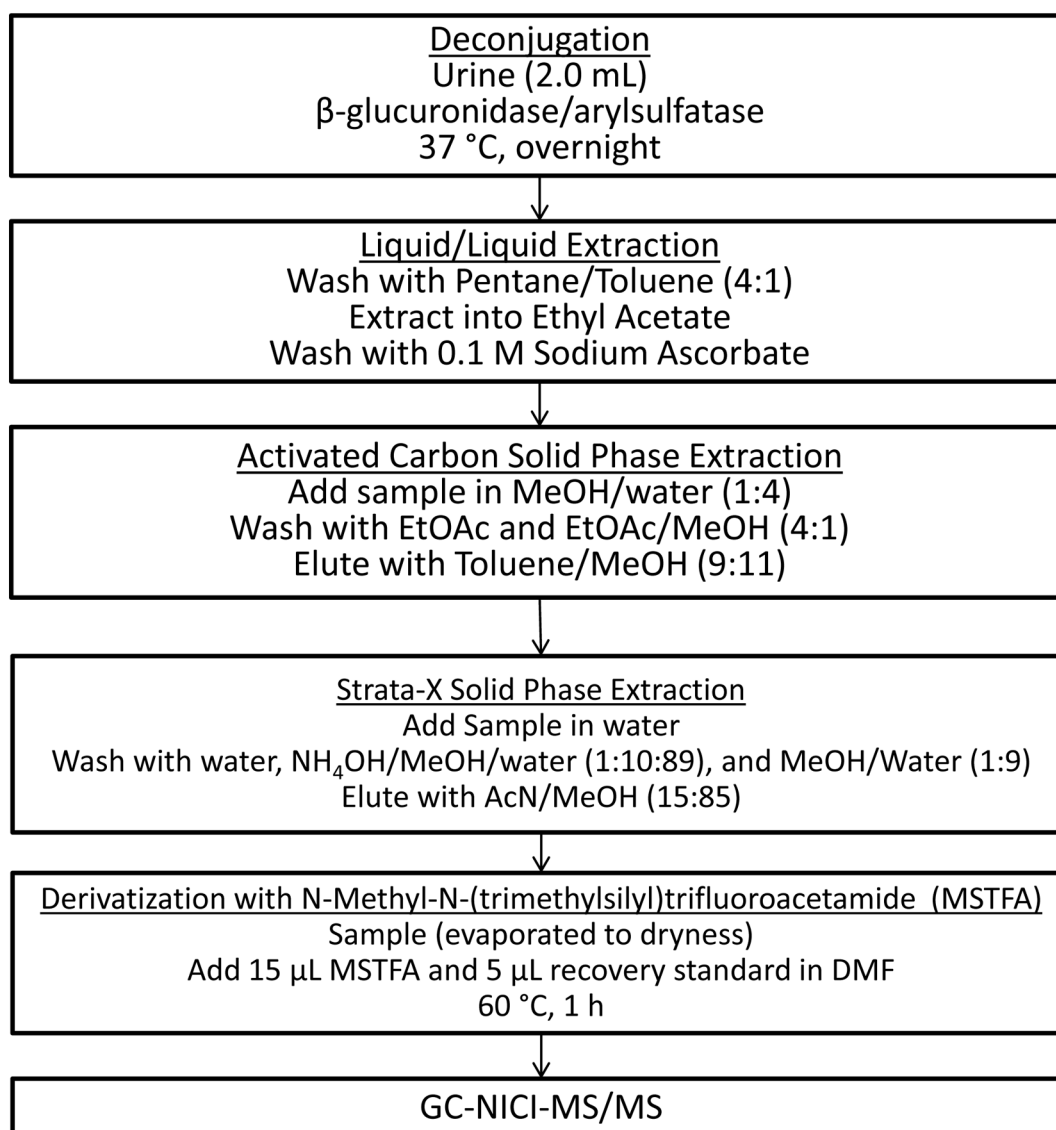 Deconjugation
Urine (2.0 mL)
β-glucuronidase/arylsulfatase
37 °C, overnight
Liquid/Liquid Extraction
Wash with Pentane/Toluene (4:1)
Extract into Ethyl Acetate
Wash with 0.1 M Sodium Ascorbate
Activated Carbon Solid Phase Extraction
Add sample in MeOH/water (1:4)
Wash with EtOAc and EtOAc/MeOH (4:1)
Elute with Toluene/MeOH (9:11)
Strata-X Solid Phase Extraction
Add Sample in water
Wash with water, NH₄OH/MeOH/water (1:10:89), and MeOH/Water (1:9)
Elute with AcN/MeOH (15:85)
Derivatization with N-Methyl-N-(trimethylsilyl)trifluoroacetamide (MSTFA)
Sample (evaporated to dryness)
Add 15 µL MSTFA and 5 µL recovery standard in DMF
60 °C, 1 h
GC-NICI-MS/MS